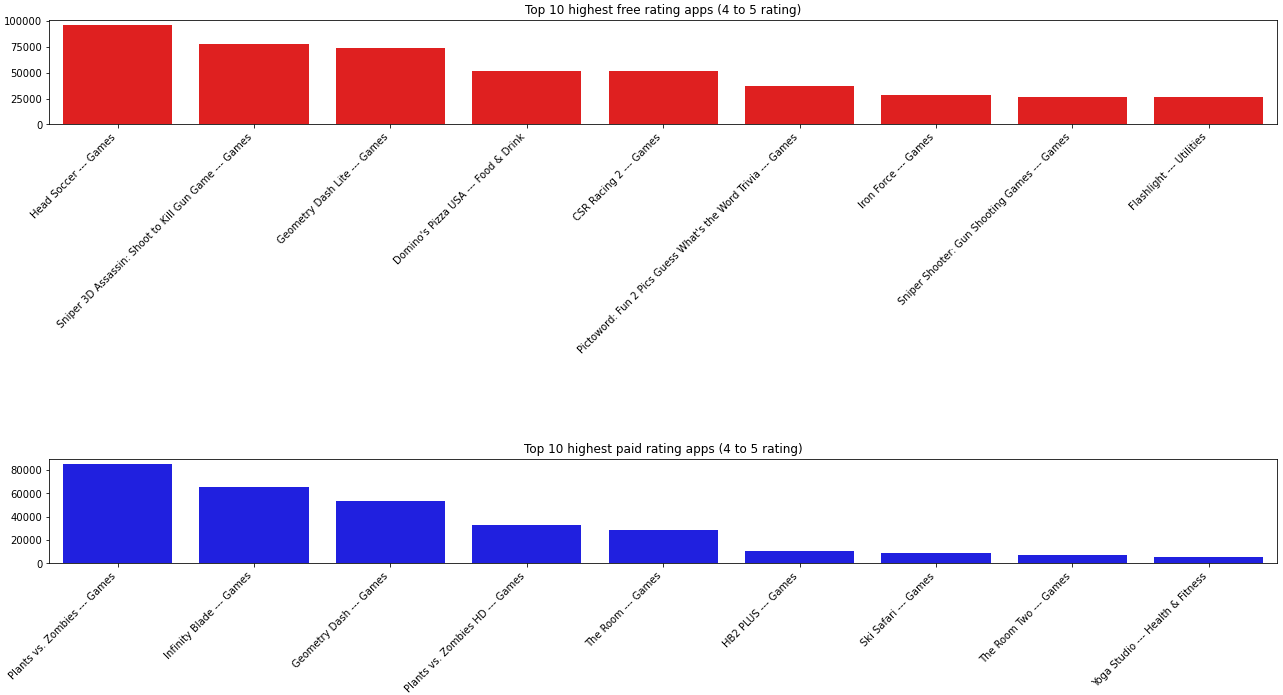 Top 10 highest free rating apps (4 to 5 rating)
100000
75000
50000
25000
0
Head Soccer --- Games
Sniper 3D Assassin: Shoot to Kill Gun Game --- Games
Geometry Dash Lite --- Games
Domino's Pizza USA --- Food & Drink
CSR Racing 2 --- Games
Pictoword: Fun 2 Pics Guess What's the Word Trivia --- Games
Iron Force --- Games
Sniper Shooter: Gun Shooting Games --- Games
Flashlight --- Utilities
Top 10 highest paid rating apps (4 to 5 rating)
80000
60000
40000
20000
0
Plants vs. Zombies --- Games
Infinity Blade --- Games
Geometry Dash --- Games
Plants vs. Zombies HD --- Games
The Room --- Games
HB2 PLUS --- Games
Ski Safari --- Games
The Room Two --- Games
Yoga Studio --- Health & Fitness